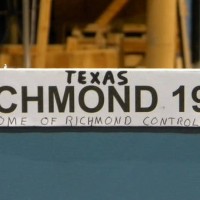 TEXAS
CHMOND 19
OME OF RICHMOND CONTROL